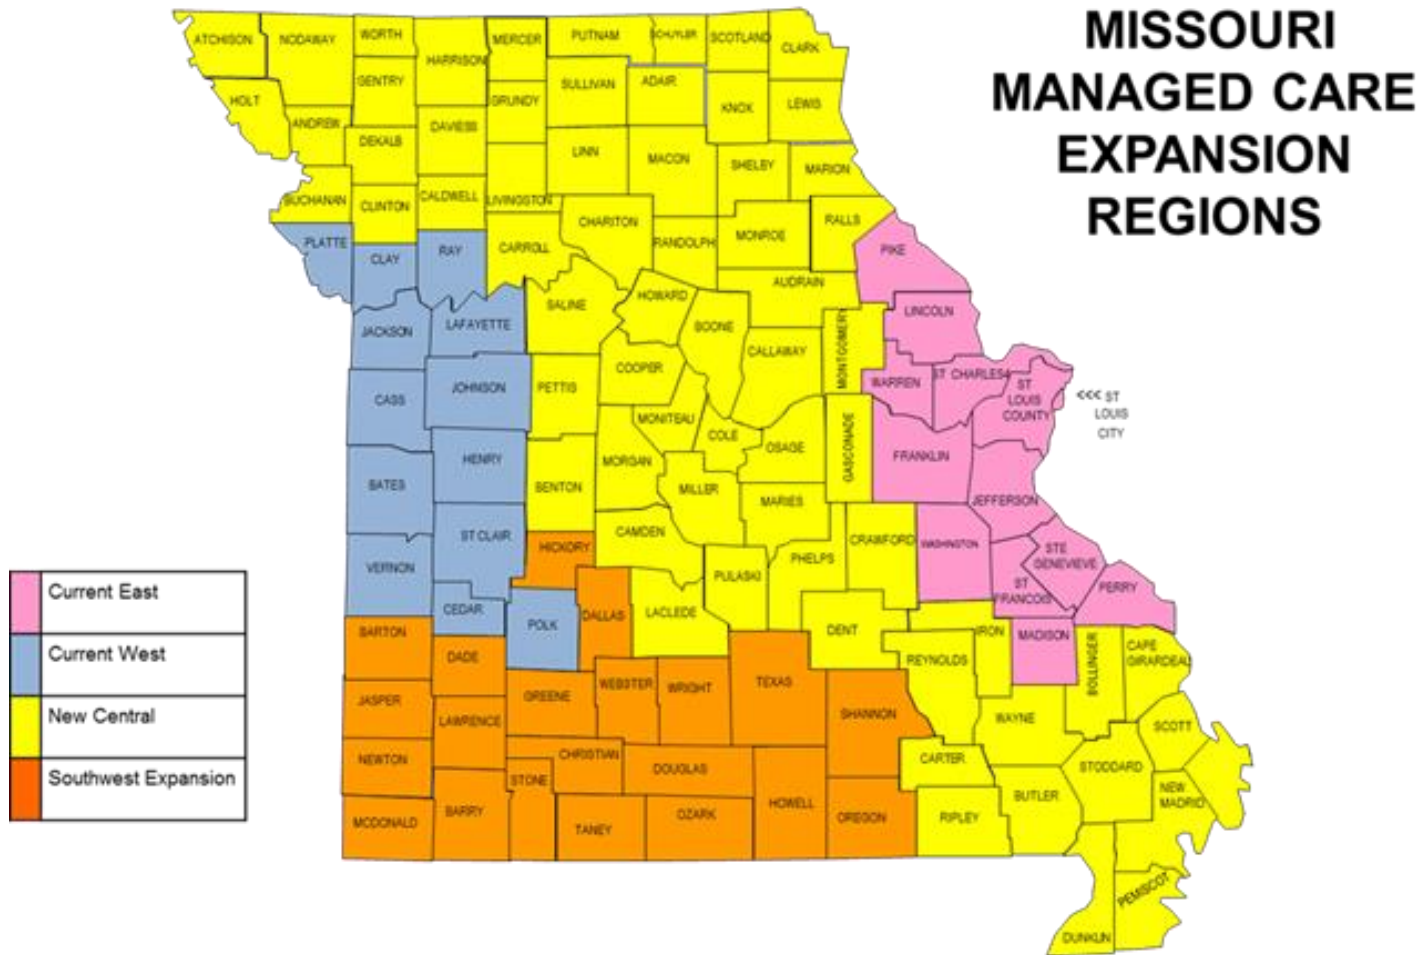 MISSOURI
MANAGED CARE
EXPANSION
REGIONS
ATCHISON
NODAWAY
WORTH
HARRISON
MERCER
PUTNAM
SCHUYLER
SCOTLAND
CLARK
GENTRY
SULLIVAN
ADAIR
HOLT
GRUNDY
KNOX
LEWIS
ANDREW
DEKALB
DAVIESS
LINN
MACON
SHELBY
MARION
BUCHANAN
CLINTON
CALDWELL
LIVINGSTON
CHARITON
RALLS
PLATTE
CLAY
RAY
CARROLL
RANDOLPH
MONROE
PIKE
AUDRAIN
SALINE
HOWARD
LINCOLN
JACKSON
LAFAYETTE
BOONE
CALLAWAY
MONTGOMERY
COOPER
WARREN
ST CHARLES
ST
LOUIS
COUNTY
<<< ST
LOUIS
CITY
CASS
JOHNSON
PETTIS
MONITEAU
COLE
OSAGE
GASCONADE
FRANKLIN
HENRY
MORGAN
BATES
BENTON
MILLER
MARIES
JEFFERSON
ST CLAIR
CAMDEN
HICKORY
PHELPS
CRAWFORD
WASHINGTON
STE
GENEVIEVE
VERNON
PULASKI
ST
FRANCOIS
PERRY
CEDAR
POLK
DALLAS
LACLEDE
DENT
IRON
MADISON
BOLLINGER
CAPE
GIRARDEAU
BARTON
DADE
REYNOLDS
GREENE
WEBSTER
WRIGHT
TEXAS
JASPER
LAWRENCE
SHANNON
WAYNE
SCOTT
NEWTON
CHRISTIAN
DOUGLAS
CARTER
STODDARD
STONE
NEW
MADRID
MCDONALD
BARRY
TANEY
OZARK
HOWELL
OREGON
RIPLEY
BUTLER
PEMISCOT
DUNKLIN
Current East
Current West
New Central
Southwest Expansion